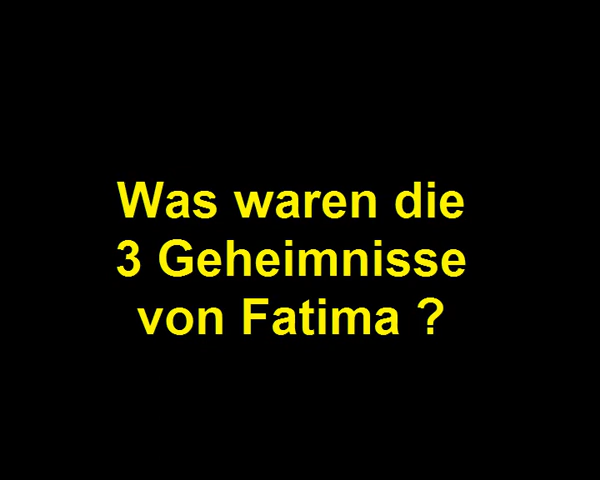 Was waren die
3 Geheimnisse
von Fatima ?